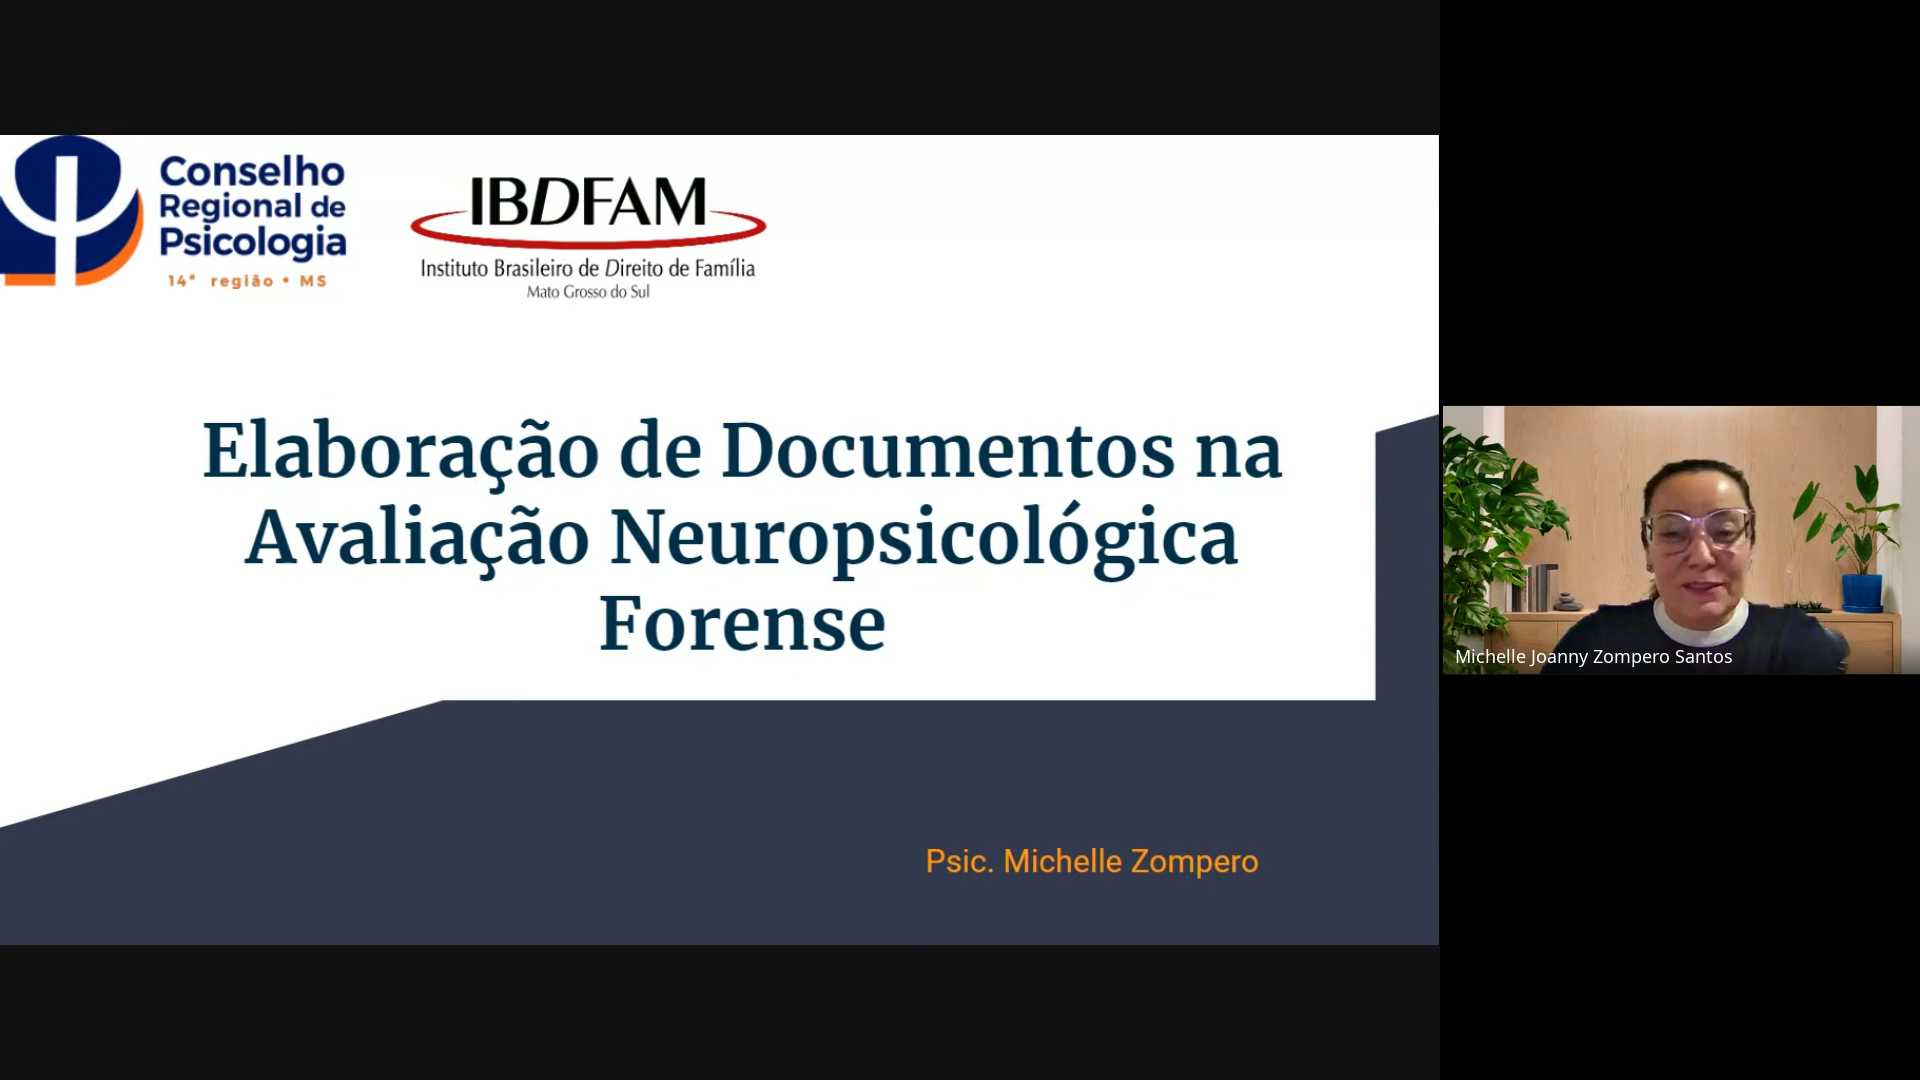 Conselho
Regional de
Psicologia
14ª região • MS
IBDFAM
Instituto Brasileiro de Direito de Família
Mato Grosso do Sul
Elaboração de Documentos na
Avaliação Neuropsicológica
Forense
Psic. Michelle Zompero
Michelle Joanny Zompero Santos